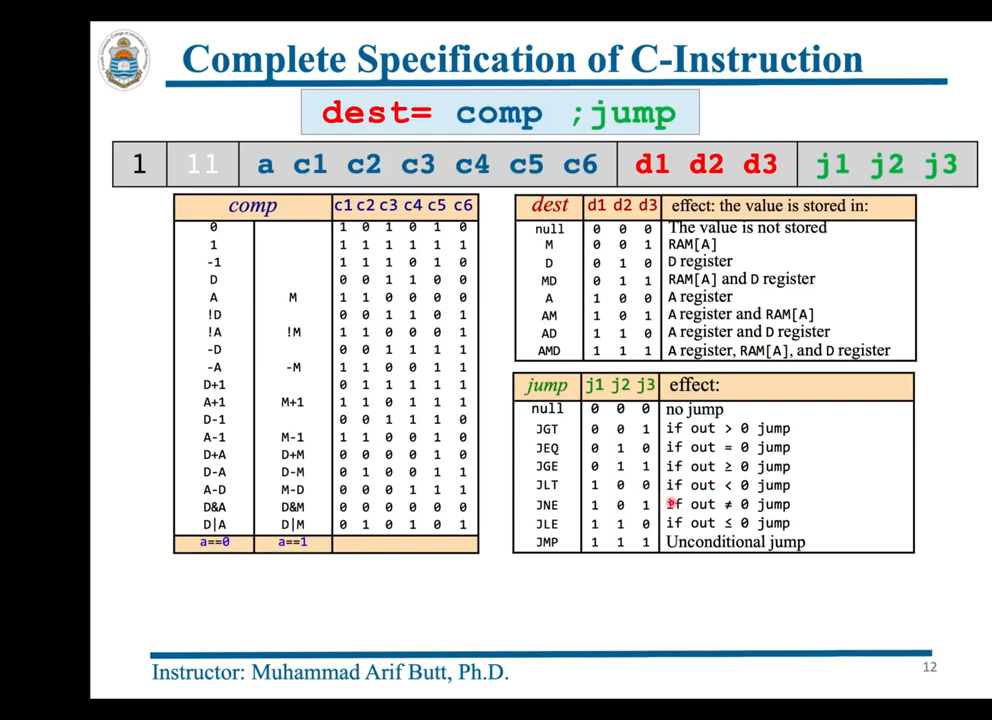 Complete Specification of C-Instruction
dest= comp ;jump
1 11 a c1 c2 c3 c4 c5 c6 d1 d2 d3 j1 j2 j3
comp c1 c2 c3 c4 c5 c6
0 1 0 1 0 1 0
1 1 1 1 1 1 1
-1 1 1 1 0 1 0
D 0 0 1 1 0 0
A M 1 1 0 0 0 0
!D 0 0 1 1 0 1
!A !M 1 1 0 0 0 1
-D 0 0 1 1 1 1
-A -M 1 1 0 0 1 1
D+1 0 1 1 1 1 1
A+1 M+1 1 1 0 1 1 1
D-1 0 0 1 1 1 0
A-1 M-1 1 1 0 0 1 0
D+A D+M 0 0 0 0 1 0
D-A D-M 0 1 0 0 1 1
A-D M-D 0 0 0 1 1 1
D&A D&M 0 0 0 0 0 0
D|A D|M 0 1 0 1 0 1
a==0 a==1
dest d1 d2 d3 effect: the value is stored in:
null 0 0 0 The value is not stored
M 0 0 1 RAM[A]
D 0 1 0 D register
MD 0 1 1 RAM[A] and D register
A 1 0 0 A register
AM 1 0 1 A register and RAM[A]
AD 1 1 0 A register and D register
AMD 1 1 1 A register, RAM[A], and D register
jump j1 j2 j3 effect:
null 0 0 0 no jump
JGT 0 0 1 if out > 0 jump
JEQ 0 1 0 if out = 0 jump
JGE 0 1 1 if out ≥ 0 jump
JLT 1 0 0 if out < 0 jump
JNE 1 0 1 if out ≠ 0 jump
JLE 1 1 0 if out ≤ 0 jump
JMP 1 1 1 Unconditional jump
Instructor: Muhammad Arif Butt, Ph.D.
12